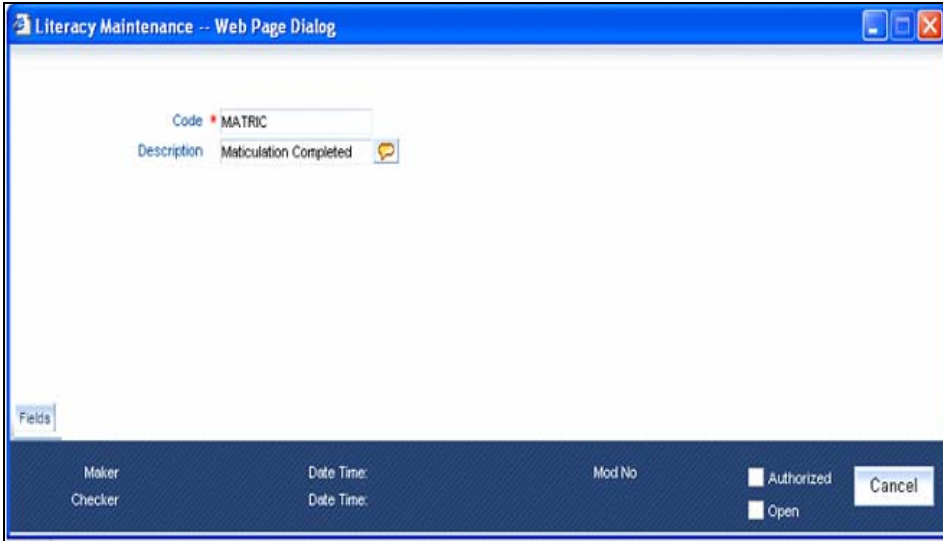 Literacy Maintenance -- Web Page Dialog
Code * MATRIC
Description Maticulation Completed
Fields
Maker Date Time: Mod No Authorized Cancel
Checker Date Time: Open